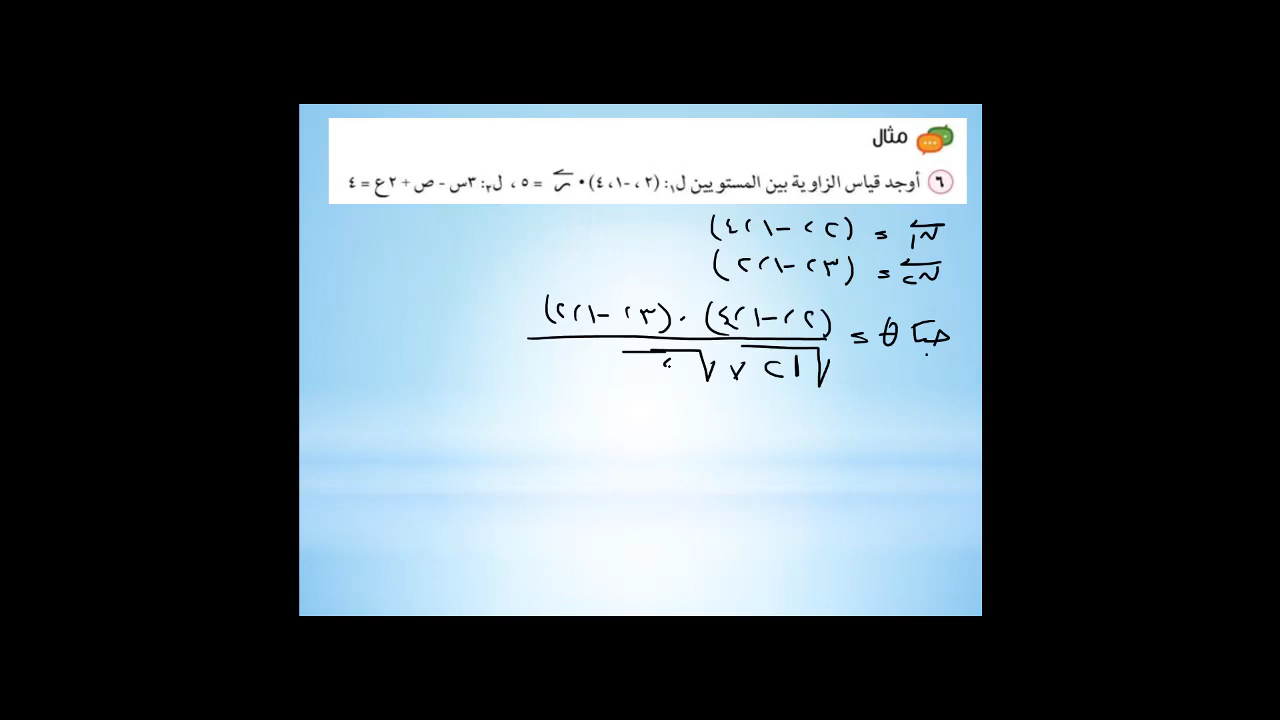 مثال
٦ أوجد قياس الزاوية بين المستويين ل١: (٢ ، -١، ٤) • ر = ٥ ، ل٢: ٣س - ص + ٢ع = ٤
ن١ = (٢ ، -١ ، ٤)
ن٢ = (٣ ، -١ ، ٢)
جتا θ = (٢ ، -١ ، ٤) · (٣ ، -١ ، ٢)
√٢١ √